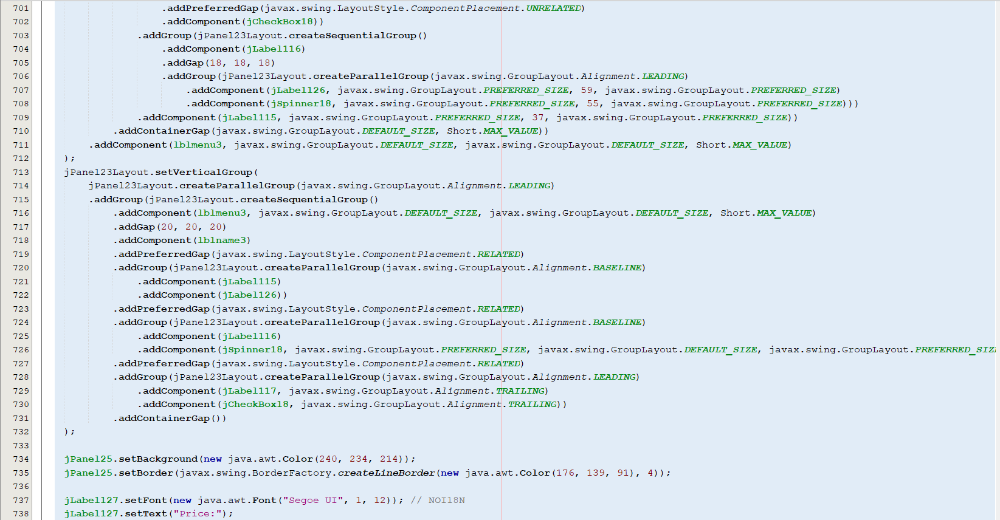 701 .addPreferredGap(javax.swing.LayoutStyle.ComponentPlacement.UNRELATED)
702 .addComponent(jCheckBox18))
703 .addGroup(jPanel23Layout.createSequentialGroup()
704 .addComponent(jLabel116)
705 .addGap(18, 18, 18)
706 .addGroup(jPanel23Layout.createParallelGroup(javax.swing.GroupLayout.Alignment.LEADING)
707 .addComponent(jLabel126, javax.swing.GroupLayout.PREFERRED_SIZE, 59, javax.swing.GroupLayout.PREFERRED_SIZE)
708 .addComponent(jSpinner18, javax.swing.GroupLayout.PREFERRED_SIZE, 55, javax.swing.GroupLayout.PREFERRED_SIZE)))
709 .addComponent(jLabel115, javax.swing.GroupLayout.PREFERRED_SIZE, 37, javax.swing.GroupLayout.PREFERRED_SIZE))
710 .addContainerGap(javax.swing.GroupLayout.DEFAULT_SIZE, Short.MAX_VALUE))
711 .addComponent(lblmenu3, javax.swing.GroupLayout.DEFAULT_SIZE, javax.swing.GroupLayout.DEFAULT_SIZE, Short.MAX_VALUE)
712 );
713 jPanel23Layout.setVerticalGroup(
714 jPanel23Layout.createParallelGroup(javax.swing.GroupLayout.Alignment.LEADING)
715 .addGroup(jPanel23Layout.createSequentialGroup()
716 .addComponent(lblmenu3, javax.swing.GroupLayout.DEFAULT_SIZE, javax.swing.GroupLayout.DEFAULT_SIZE, Short.MAX_VALUE)
717 .addGap(20, 20, 20)
718 .addComponent(lblname3)
719 .addPreferredGap(javax.swing.LayoutStyle.ComponentPlacement.RELATED)
720 .addGroup(jPanel23Layout.createParallelGroup(javax.swing.GroupLayout.Alignment.BASELINE)
721 .addComponent(jLabel115)
722 .addComponent(jLabel126))
723 .addPreferredGap(javax.swing.LayoutStyle.ComponentPlacement.RELATED)
724 .addGroup(jPanel23Layout.createParallelGroup(javax.swing.GroupLayout.Alignment.BASELINE)
725 .addComponent(jLabel116)
726 .addComponent(jSpinner18, javax.swing.GroupLayout.PREFERRED_SIZE, javax.swing.GroupLayout.DEFAULT_SIZE, javax.swing.GroupLayout.PREFERRED_SIZ
727 .addPreferredGap(javax.swing.LayoutStyle.ComponentPlacement.RELATED)
728 .addGroup(jPanel23Layout.createParallelGroup(javax.swing.GroupLayout.Alignment.LEADING)
729 .addComponent(jLabel117, javax.swing.GroupLayout.Alignment.TRAILING)
730 .addComponent(jCheckBox18, javax.swing.GroupLayout.Alignment.TRAILING))
731 .addContainerGap())
732 );
733
734 jPanel25.setBackground(new java.awt.Color(240, 234, 214));
735 jPanel25.setBorder(javax.swing.BorderFactory.createLineBorder(new java.awt.Color(176, 139, 91), 4));
736
737 jLabel127.setFont(new java.awt.Font("Segoe UI", 1, 12)); // NOI18N
738 jLabel127.setText("Price:");